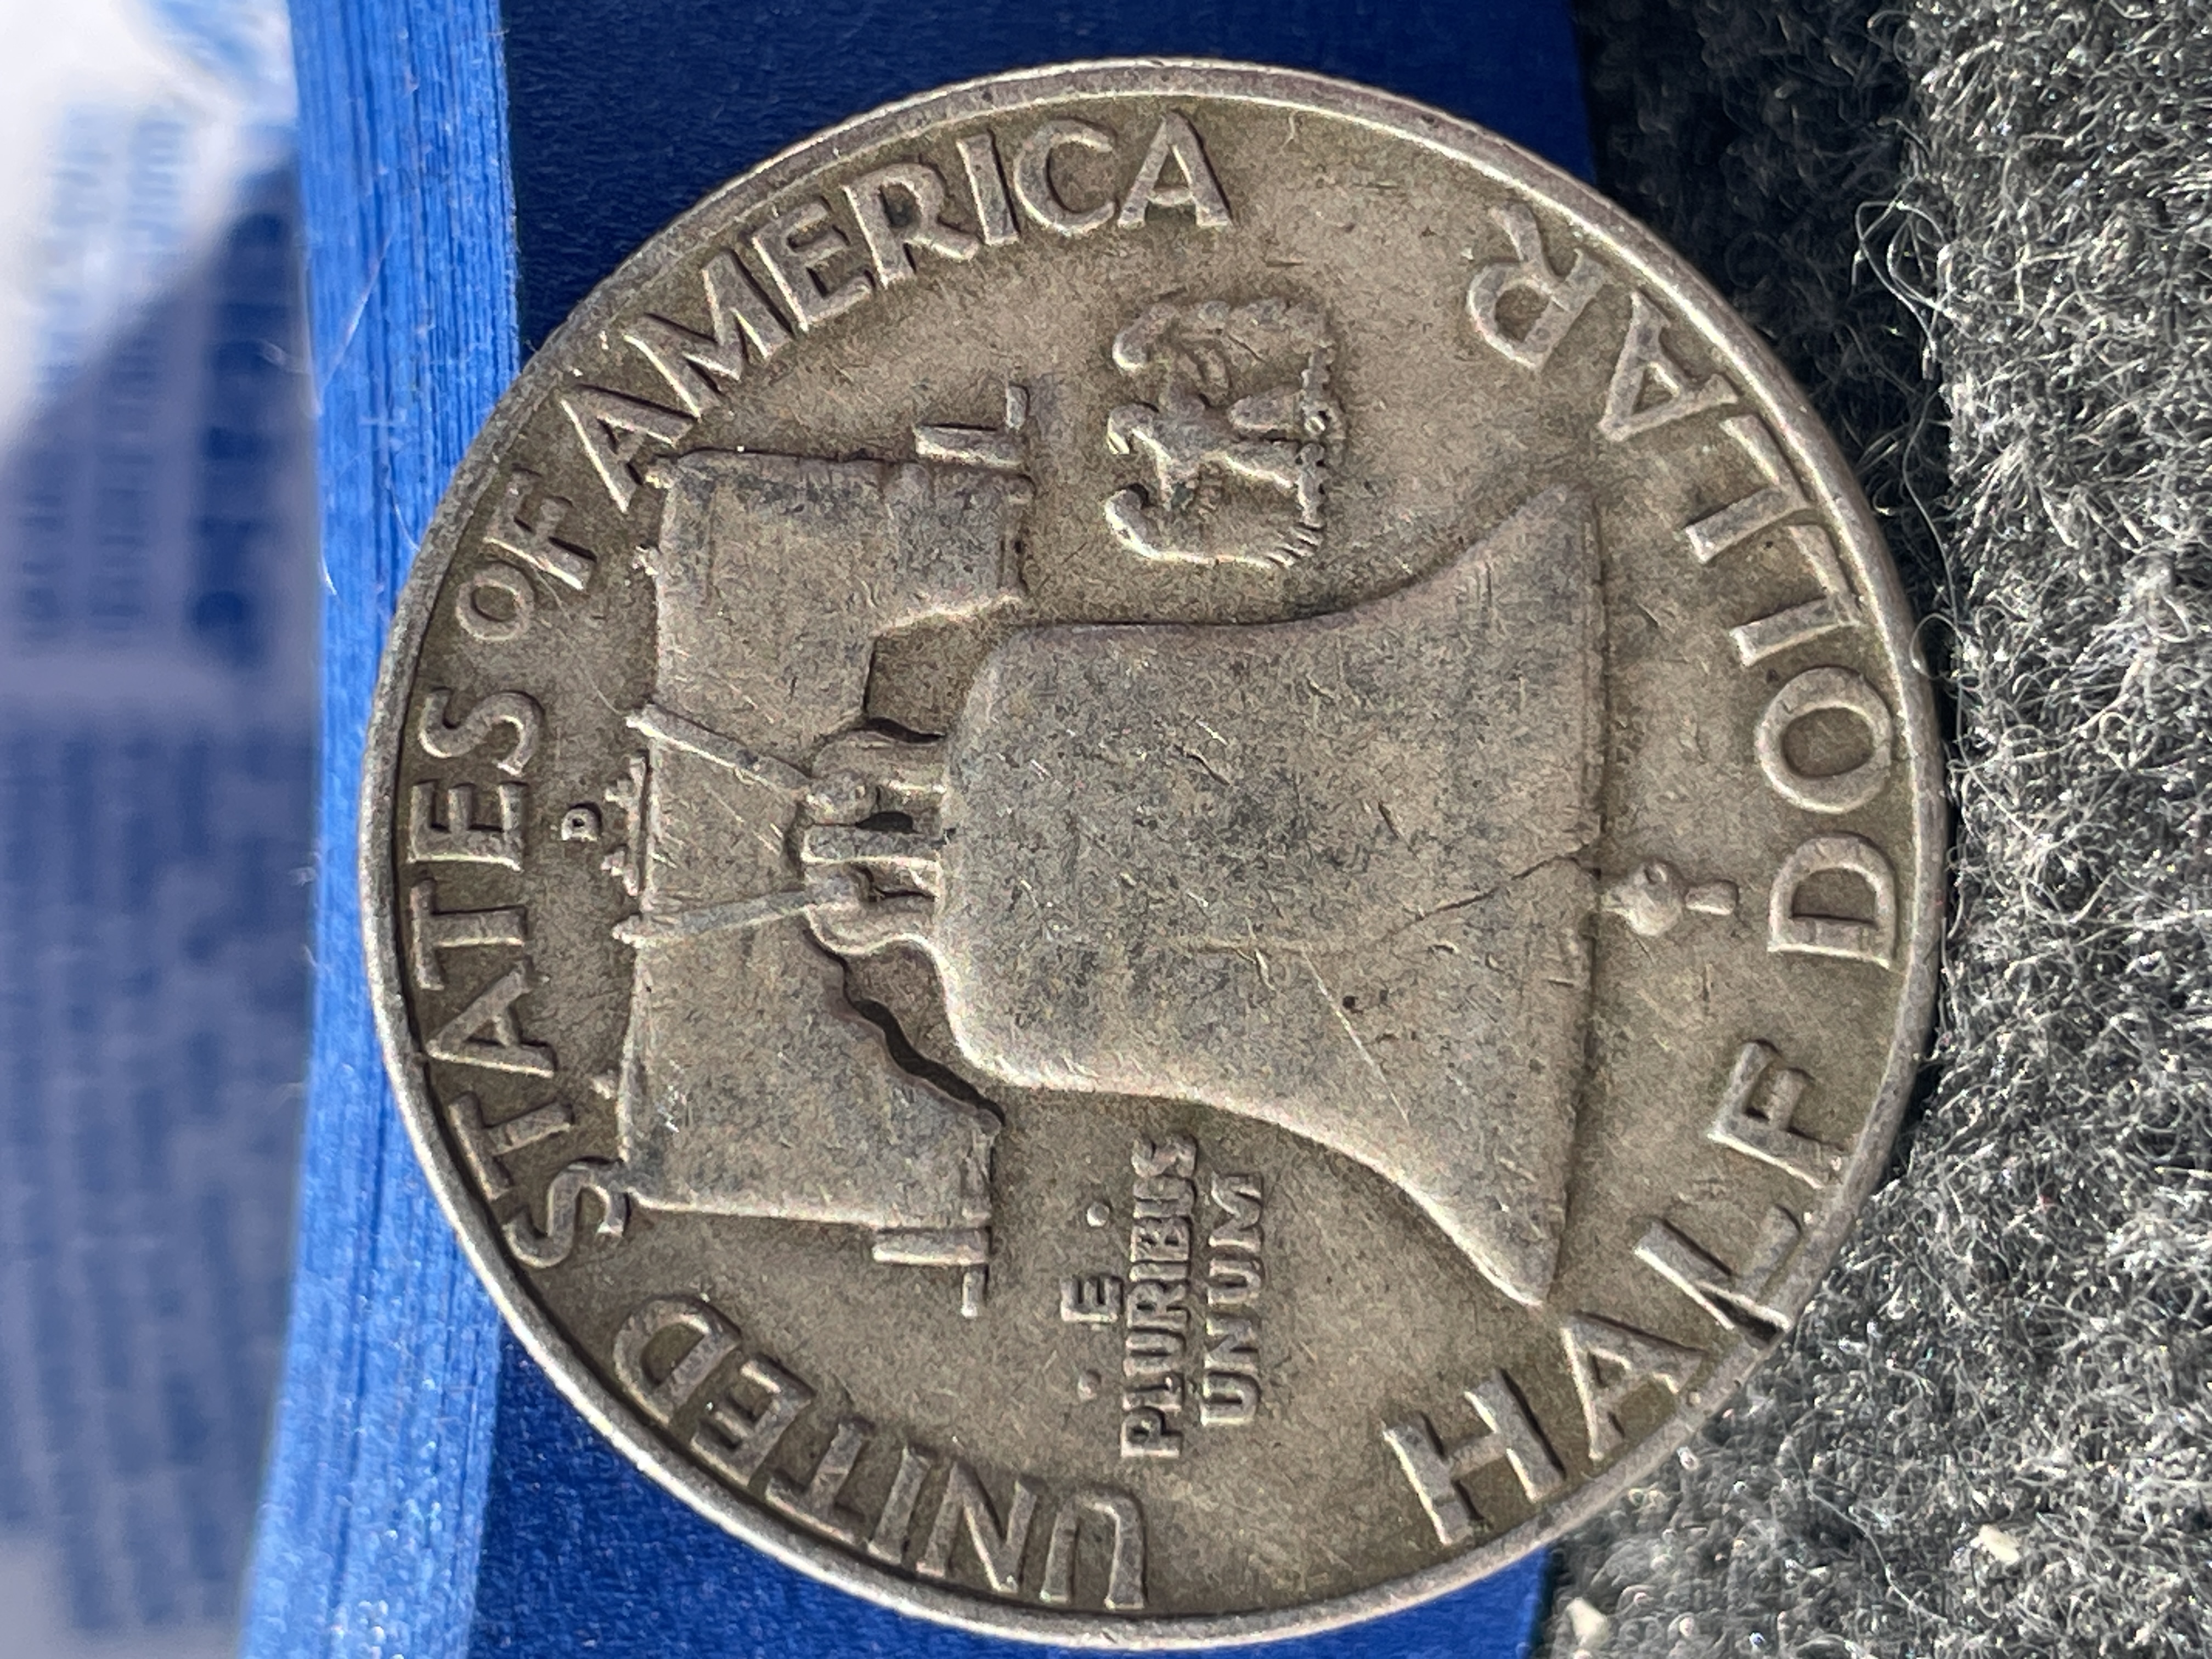 UNITED STATES OF AMERICA
D
· E ·
PLURIBUS
UNUM
HALF DOLLAR